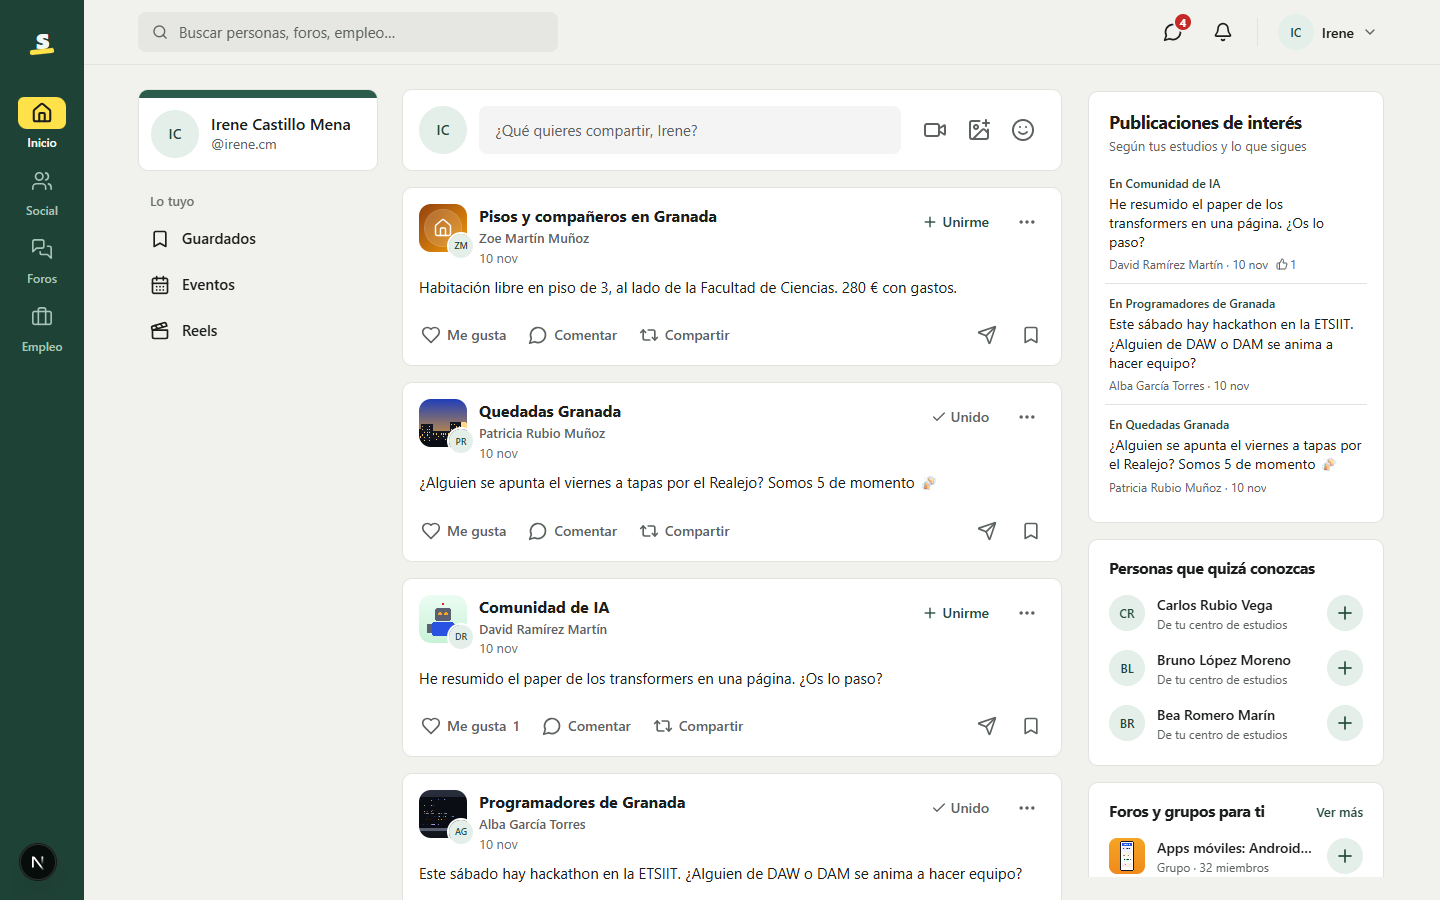 S
Buscar personas, foros, empleo...
4
IC
Irene
Inicio
Social
Foros
Empleo
N
IC
Irene Castillo Mena
@irene.cm
Lo tuyo
Guardados
Eventos
Reels
IC
¿Qué quieres compartir, Irene?
Pisos y compañeros en Granada
Unirme
ZM
Zoe Martín Muñoz
10 nov
Habitación libre en piso de 3, al lado de la Facultad de Ciencias. 280 € con gastos.
Me gusta
Comentar
Compartir
Quedadas Granada
Unido
PR
Patricia Rubio Muñoz
10 nov
¿Alguien se apunta el viernes a tapas por el Realejo? Somos 5 de momento
Me gusta
Comentar
Compartir
Comunidad de IA
Unirme
DR
David Ramírez Martín
10 nov
He resumido el paper de los transformers en una página. ¿Os lo paso?
Me gusta 1
Comentar
Compartir
Programadores de Granada
Unido
AG
Alba García Torres
10 nov
Este sábado hay hackathon en la ETSIIT. ¿Alguien de DAW o DAM se anima a hacer equipo?
Publicaciones de interés
Según tus estudios y lo que sigues
En Comunidad de IA
He resumido el paper de los
transformers en una página. ¿Os lo
paso?
David Ramírez Martín · 10 nov 1
En Programadores de Granada
Este sábado hay hackathon en la ETSIIT.
¿Alguien de DAW o DAM se anima a
hacer equipo?
Alba García Torres · 10 nov
En Quedadas Granada
¿Alguien se apunta el viernes a tapas por
el Realejo? Somos 5 de momento
Patricia Rubio Muñoz · 10 nov
Personas que quizá conozcas
CR
Carlos Rubio Vega
De tu centro de estudios
BL
Bruno López Moreno
De tu centro de estudios
BR
Bea Romero Marín
De tu centro de estudios
Foros y grupos para ti
Ver más
Apps móviles: Android...
Grupo · 32 miembros